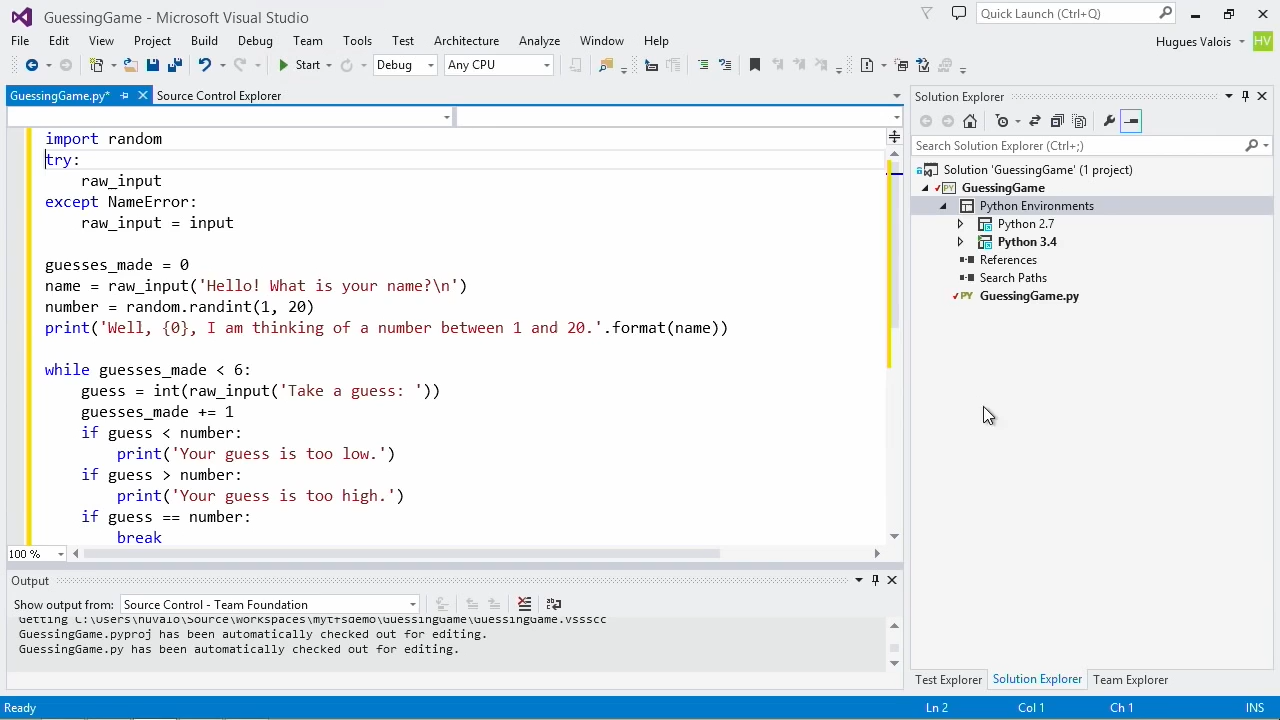 GuessingGame - Microsoft Visual Studio
Quick Launch (Ctrl+Q)
File Edit View Project Build Debug Team Tools Test Architecture Analyze Window Help
Hugues Valois HV
Start Debug Any CPU
GuessingGame.py* Source Control Explorer
import random
try:
    raw_input
except NameError:
    raw_input = input
guesses_made = 0
name = raw_input('Hello! What is your name?\n')
number = random.randint(1, 20)
print('Well, {0}, I am thinking of a number between 1 and 20.'.format(name))
while guesses_made < 6:
    guess = int(raw_input('Take a guess: '))
    guesses_made += 1
    if guess < number:
        print('Your guess is too low.')
    if guess > number:
        print('Your guess is too high.')
    if guess == number:
        break
100 %
Output
Show output from: Source Control - Team Foundation
Getting C:\Users\huvalo\Source\Workspaces\mytfsdemo\GuessingGame\GuessingGame.vssscc
GuessingGame.pyproj has been automatically checked out for editing.
GuessingGame.py has been automatically checked out for editing.
Solution Explorer
Search Solution Explorer (Ctrl+;)
Solution 'GuessingGame' (1 project)
PY GuessingGame
Python Environments
Python 2.7
Python 3.4
References
Search Paths
PY GuessingGame.py
Test Explorer Solution Explorer Team Explorer
Ready Ln 2 Col 1 Ch 1 INS